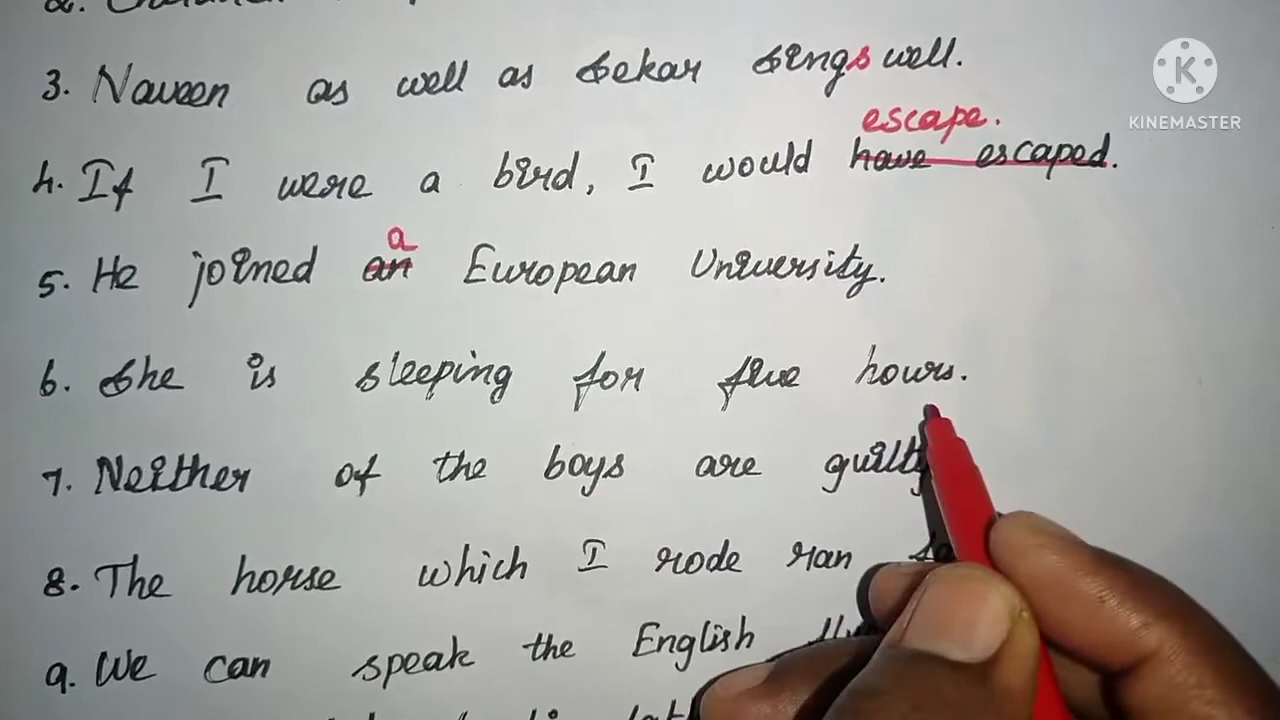 2.
3. Naveen as well as Sekar sings well.
escape.
4. If I were a bird, I would have escaped.
a
5. He joined an European University.
6. She is sleeping for five hours.
7. Neither of the boys are guilty
8. The horse which I rode ran
9. We can speak the English
KINEMASTER